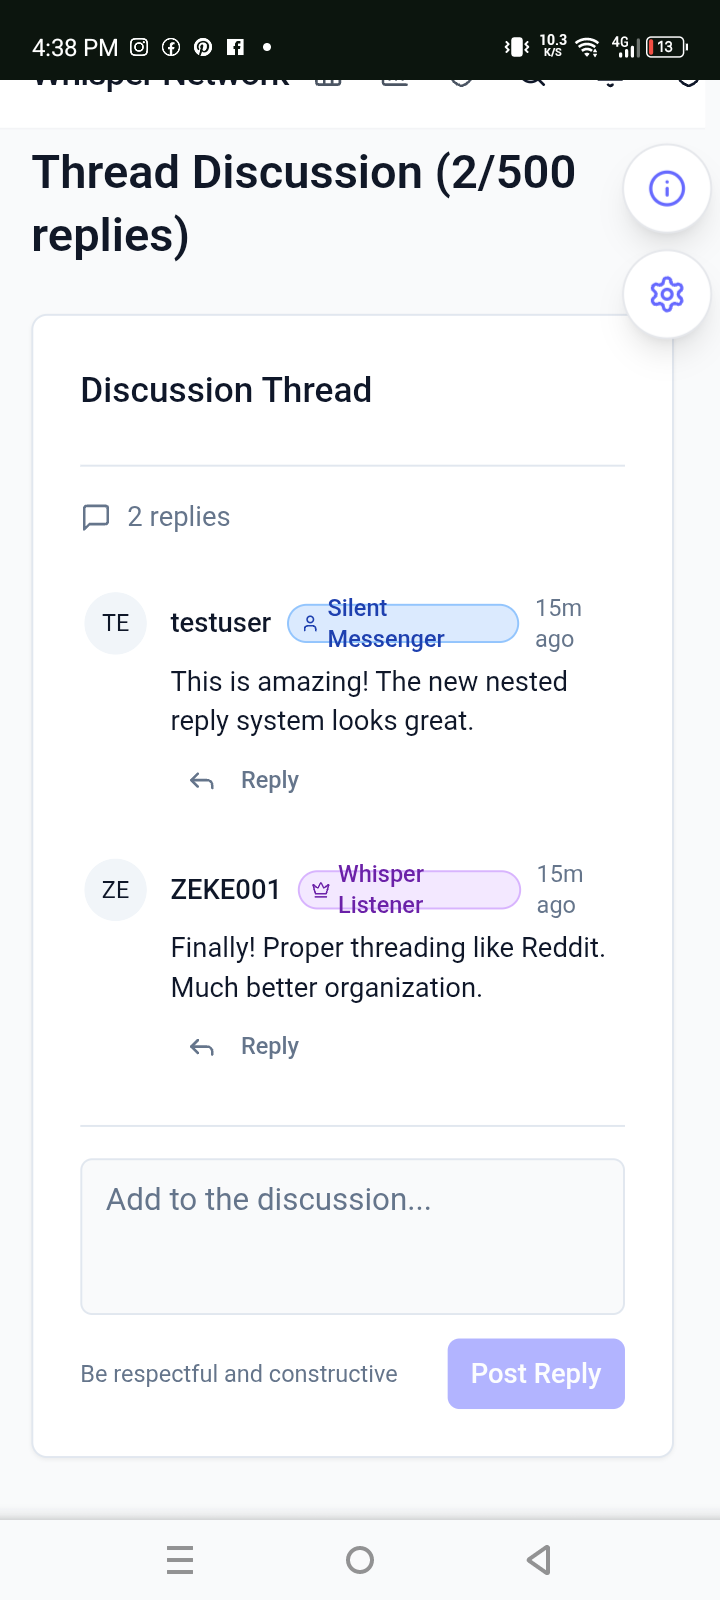 4:38 PM
10.3
K/S
4G
13
Whisper Network
Thread Discussion (2/500
replies)
Discussion Thread
2 replies
TE
testuser
Silent
Messenger
15m
ago
This is amazing! The new nested
reply system looks great.
Reply
ZE
ZEKE001
Whisper
Listener
15m
ago
Finally! Proper threading like Reddit.
Much better organization.
Reply
Add to the discussion...
Be respectful and constructive
Post Reply